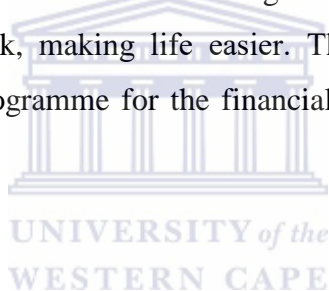 k, making life easier. Th
ogramme for the financial
UNIVERSITY of the
WESTERN CAPE